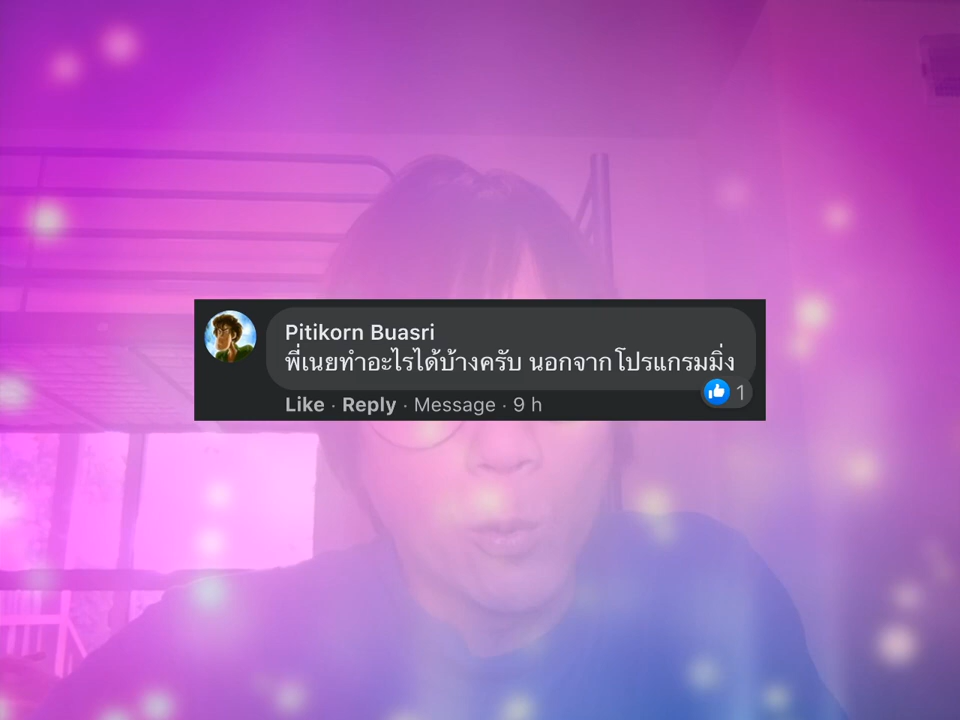 Pitikorn Buasri
พี่เนยทำอะไรได้บ้างครับ นอกจากโปรแกรมมิ่ง
Like · Reply · Message · 9 h
1